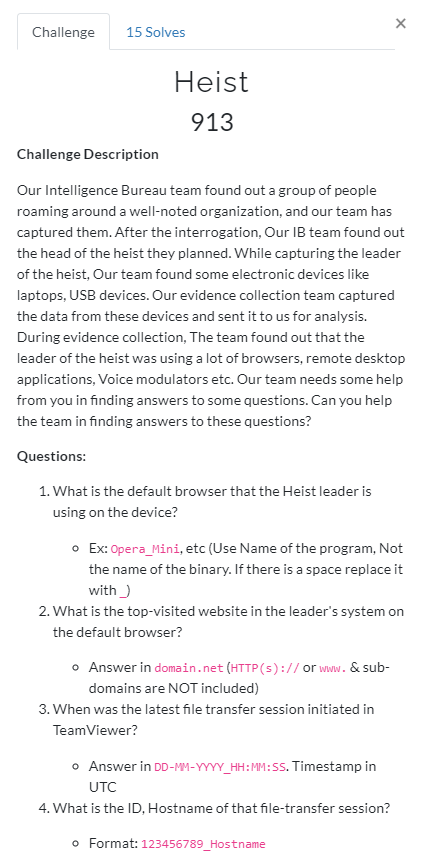 Challenge
15 Solves
×
Heist
913
Challenge Description
Our Intelligence Bureau team found out a group of people
roaming around a well-noted organization, and our team has
captured them. After the interrogation, Our IB team found out
the head of the heist they planned. While capturing the leader
of the heist, Our team found some electronic devices like
laptops, USB devices. Our evidence collection team captured
the data from these devices and sent it to us for analysis.
During evidence collection, The team found out that the
leader of the heist was using a lot of browsers, remote desktop
applications, Voice modulators etc. Our team needs some help
from you in finding answers to some questions. Can you help
the team in finding answers to these questions?
Questions:
1. What is the default browser that the Heist leader is
using on the device?
Ex: Opera_Mini, etc (Use Name of the program, Not
the name of the binary. If there is a space replace it
with _)
2. What is the top-visited website in the leader's system on
the default browser?
Answer in domain.net (HTTP(s):// or www. & sub-
domains are NOT included)
3. When was the latest file transfer session initiated in
TeamViewer?
Answer in DD-MM-YYYY_HH:MM:SS. Timestamp in
UTC
4. What is the ID, Hostname of that file-transfer session?
Format: 123456789_Hostname